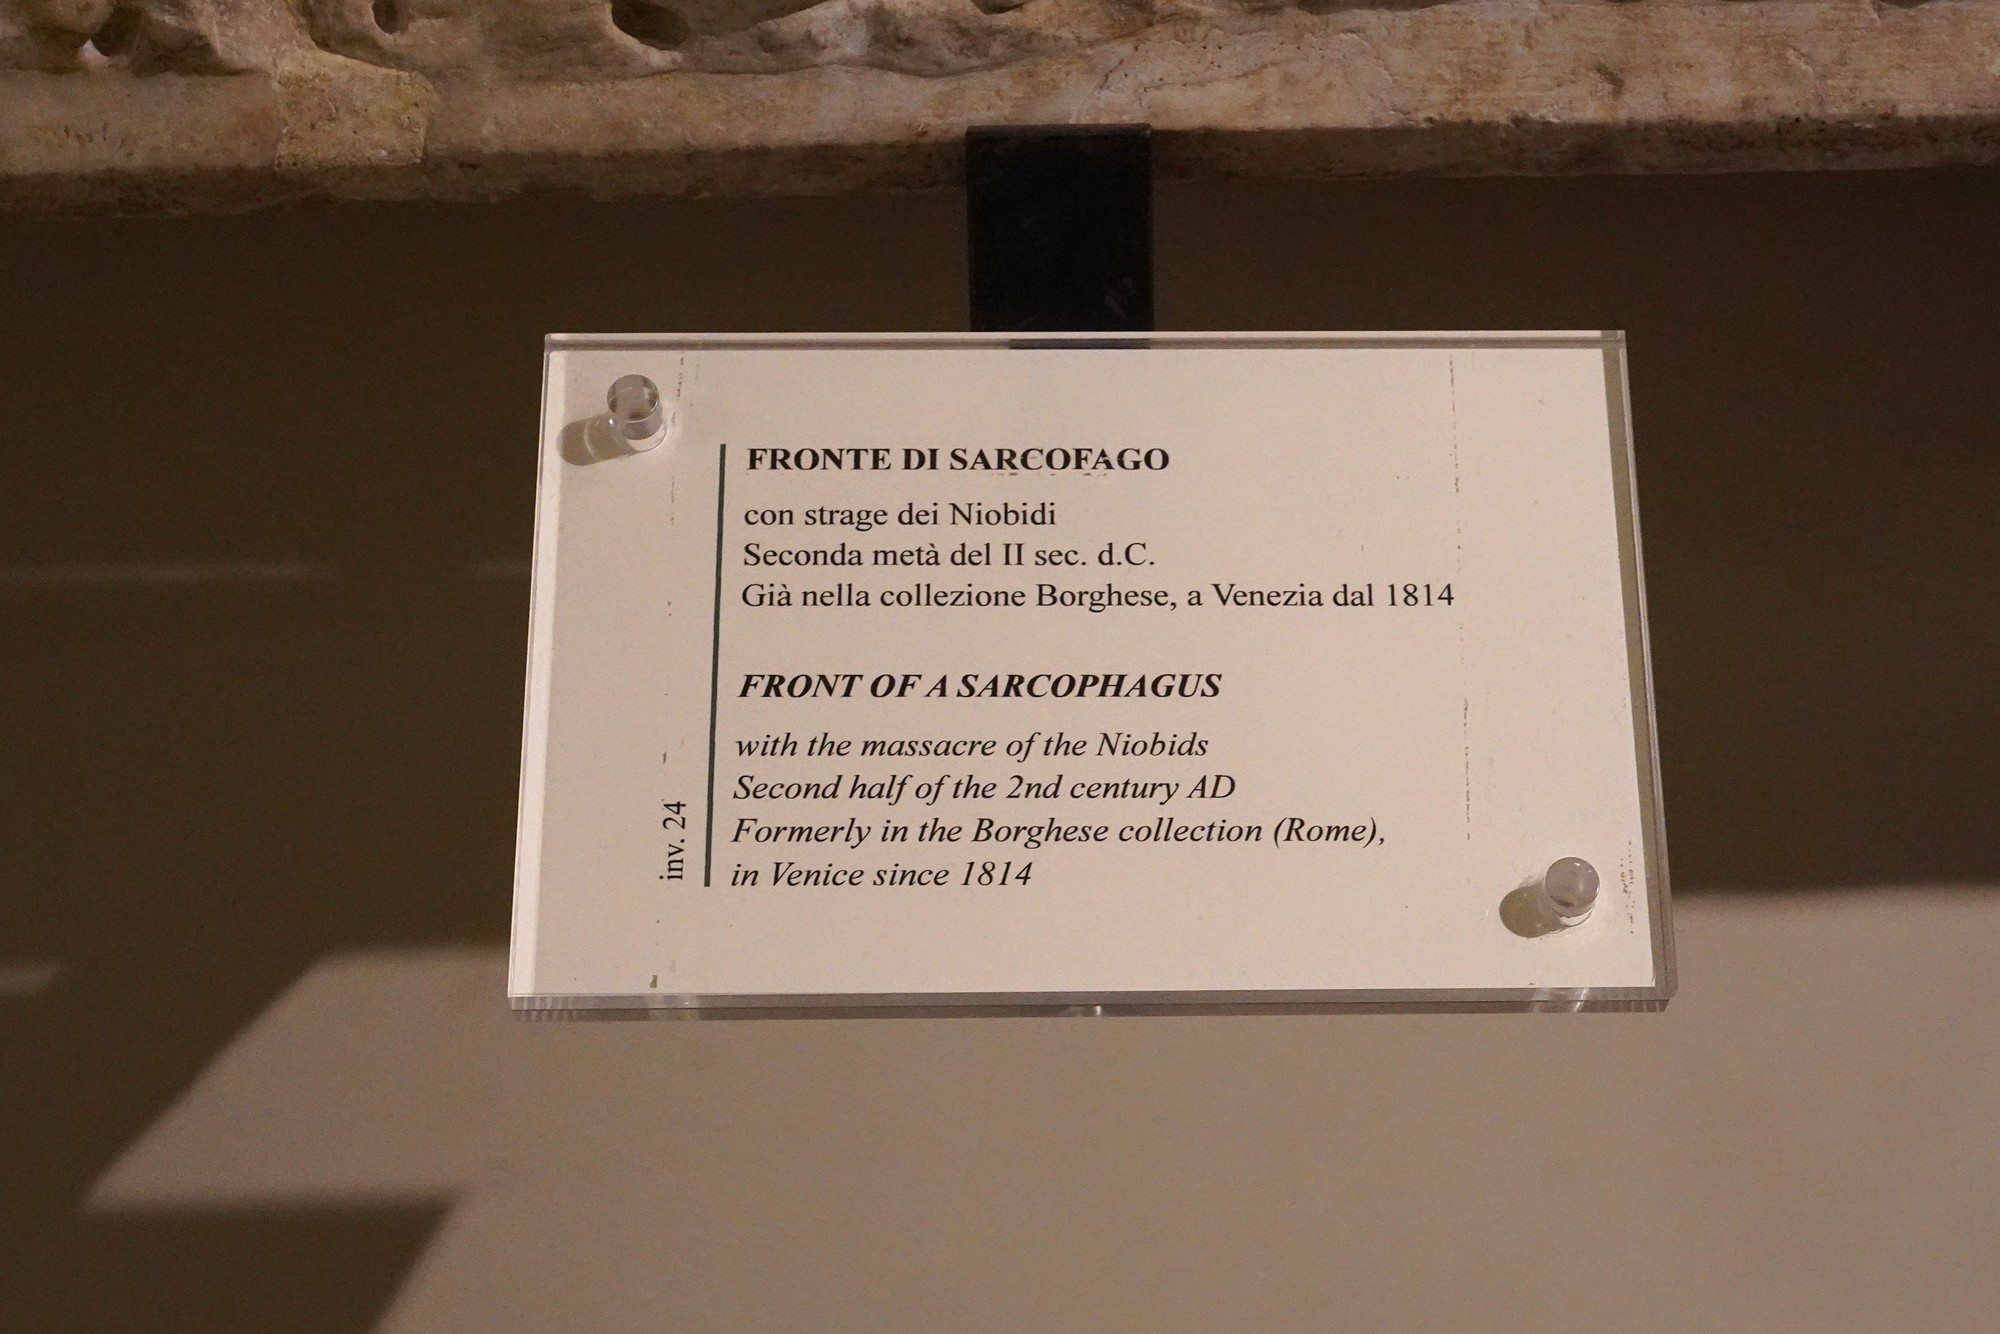 FRONTE DI SARCOFAGO
con strage dei Niobidi
Seconda metà del II sec. d.C.
Già nella collezione Borghese, a Venezia dal 1814
FRONT OF A SARCOPHAGUS
with the massacre of the Niobids
Second half of the 2nd century AD
Formerly in the Borghese collection (Rome),
in Venice since 1814
inv. 24